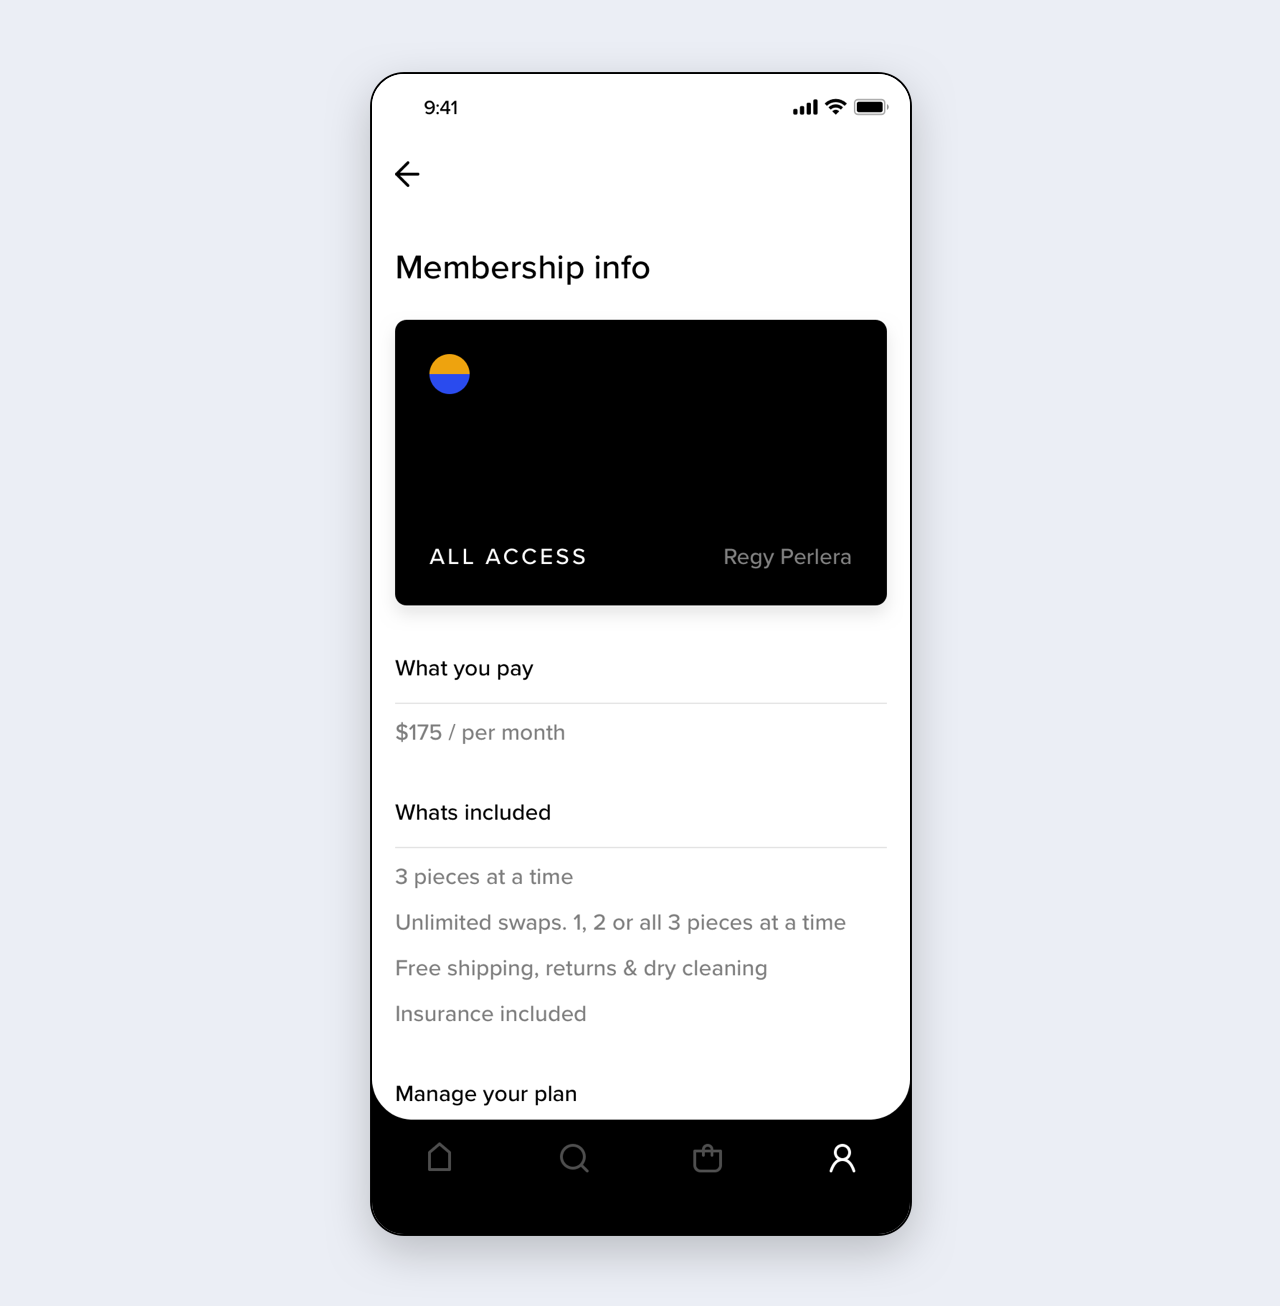 9:41
Membership info
ALL ACCESS Regy Perlera
What you pay
$175 / per month
Whats included
3 pieces at a time
Unlimited swaps. 1, 2 or all 3 pieces at a time
Free shipping, returns & dry cleaning
Insurance included
Manage your plan